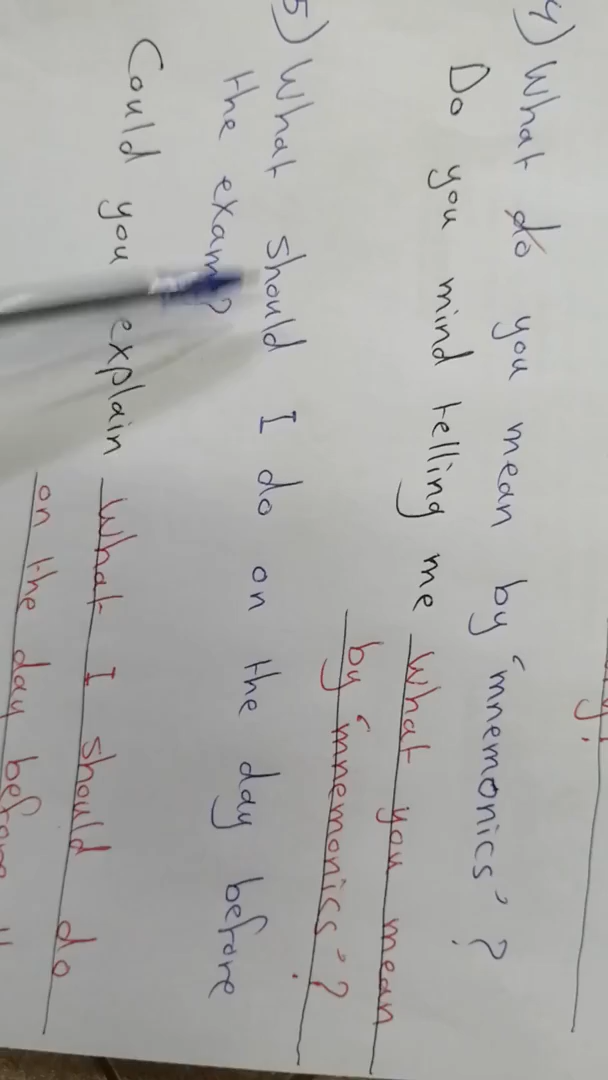 4) What do you mean by 'mnemonics'?
Do you mind telling me What you mean
by 'mnemonics'?
5) What should I do on the day before
the exam?
Could you explain What I should do
on the day before